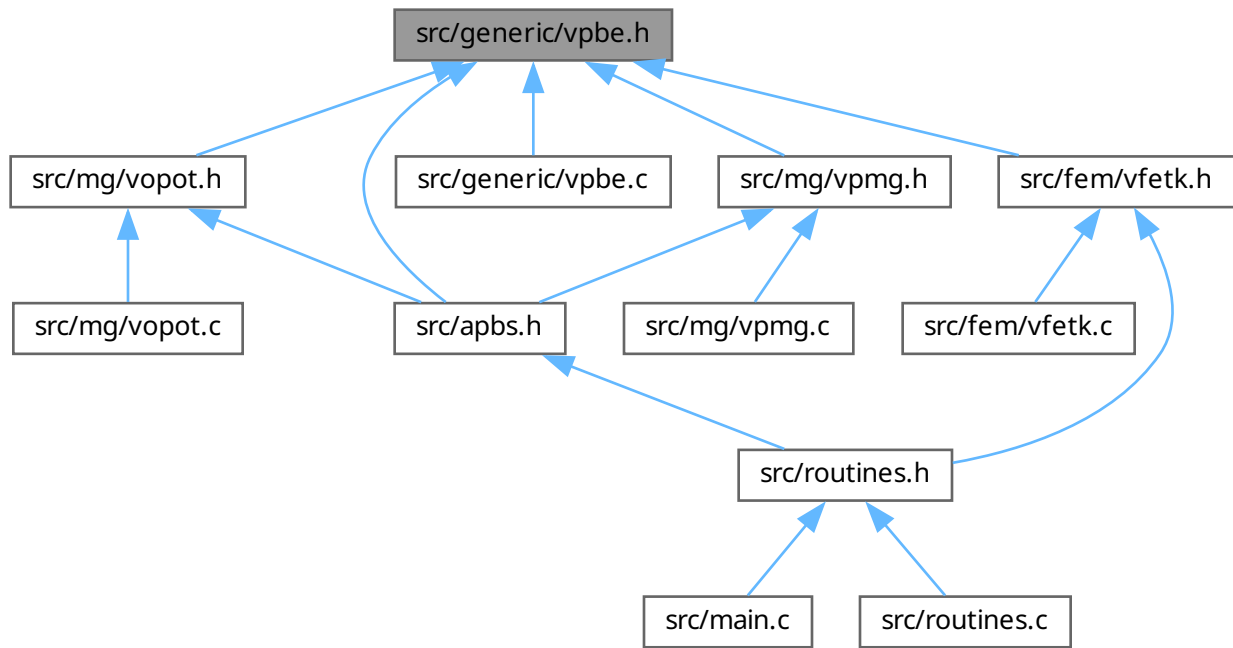 src/generic/vpbe.h
src/mg/vopot.h
src/generic/vpbe.c
src/mg/vpmg.h
src/fem/vfetk.h
src/mg/vopot.c
src/apbs.h
src/mg/vpmg.c
src/fem/vfetk.c
src/routines.h
src/main.c
src/routines.c